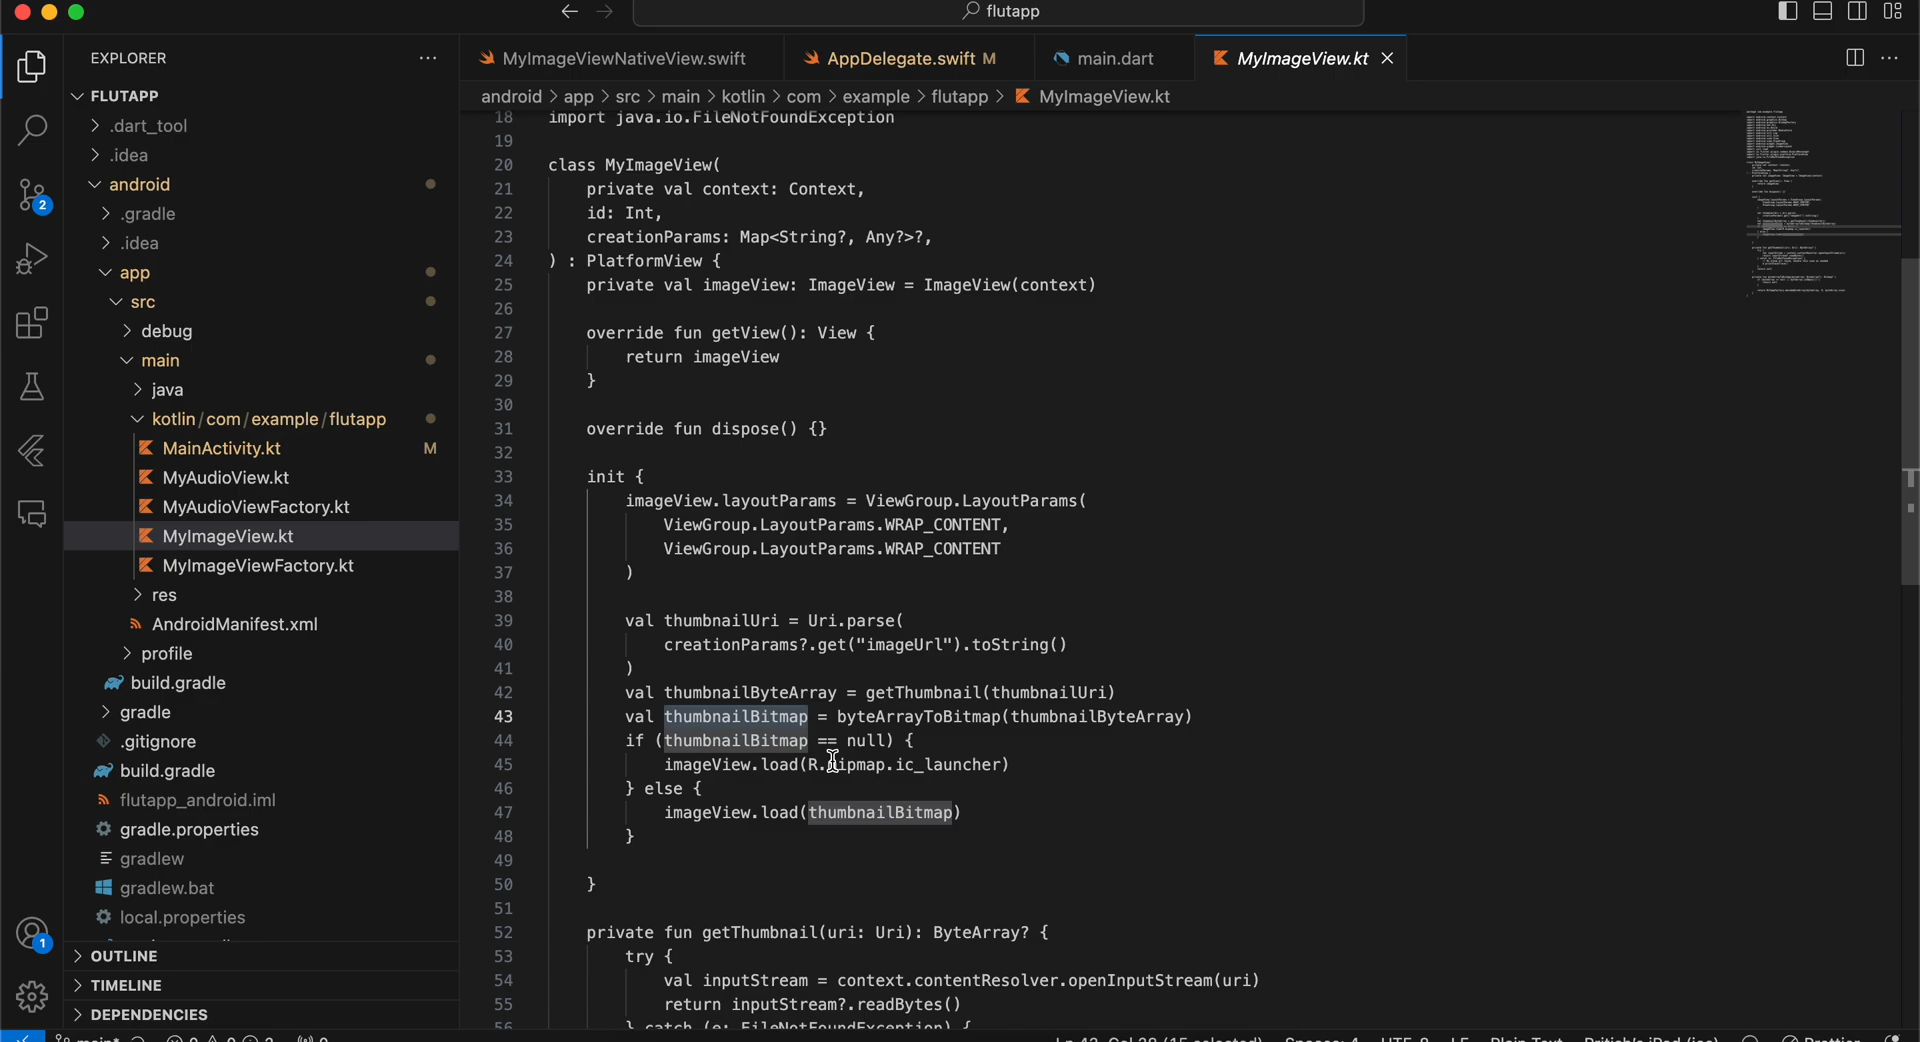 flutapp
EXPLORER
FLUTAPP
.dart_tool
.idea
android
.gradle
.idea
app
src
debug
main
java
kotlin/com/example/flutapp
MainActivity.kt M
MyAudioView.kt
MyAudioViewFactory.kt
MyImageView.kt
MyImageViewFactory.kt
res
AndroidManifest.xml
profile
build.gradle
gradle
.gitignore
build.gradle
flutapp_android.iml
gradle.properties
gradlew
gradlew.bat
local.properties
OUTLINE
TIMELINE
DEPENDENCIES
2
1
MyImageViewNativeView.swift
AppDelegate.swift M
main.dart
MyImageView.kt
android > app > src > main > kotlin > com > example > flutapp > MyImageView.kt
18 import java.io.FileNotFoundException
19
20 class MyImageView(
21 private val context: Context,
22 id: Int,
23 creationParams: Map<String?, Any?>?,
24 ) : PlatformView {
25 private val imageView: ImageView = ImageView(context)
26
27 override fun getView(): View {
28 return imageView
29 }
30
31 override fun dispose() {}
32
33 init {
34 imageView.layoutParams = ViewGroup.LayoutParams(
35 ViewGroup.LayoutParams.WRAP_CONTENT,
36 ViewGroup.LayoutParams.WRAP_CONTENT
37 )
38
39 val thumbnailUri = Uri.parse(
40 creationParams?.get("imageUrl").toString()
41 )
42 val thumbnailByteArray = getThumbnail(thumbnailUri)
43 val thumbnailBitmap = byteArrayToBitmap(thumbnailByteArray)
44 if (thumbnailBitmap == null) {
45 imageView.load(R.mipmap.ic_launcher)
46 } else {
47 imageView.load(thumbnailBitmap)
48 }
49
50 }
51
52 private fun getThumbnail(uri: Uri): ByteArray? {
53 try {
54 val inputStream = context.contentResolver.openInputStream(uri)
55 return inputStream?.readBytes()
56 } catch (e: FileNotFoundException) {